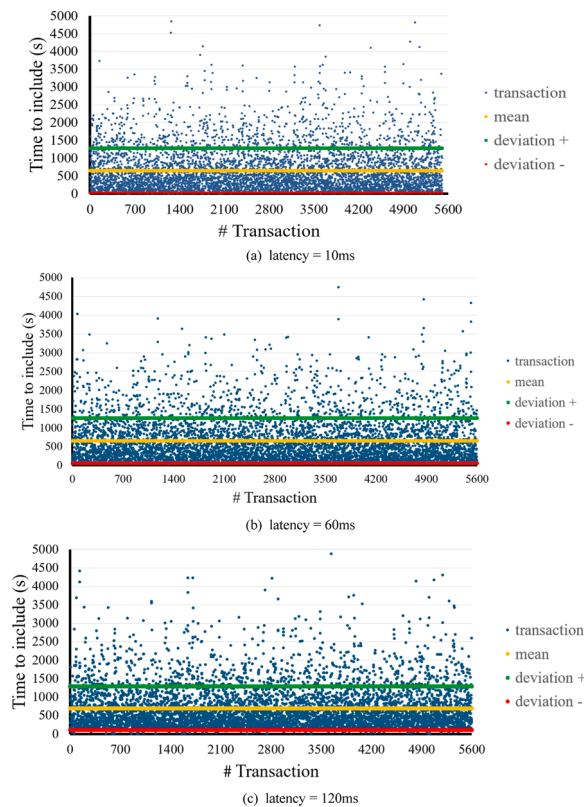 5000
4500
4000
3500
3000
2500
2000
1500
1000
500
0
Time to include (s)
0 700 1400 2100 2800 3500 4200 4900 5600
# Transaction
transaction
mean
deviation +
deviation -
(a) latency = 10ms
5000
4500
4000
3500
3000
2500
2000
1500
1000
500
0
Time to include (s)
0 700 1400 2100 2800 3500 4200 4900 5600
# Transaction
transaction
mean
deviation +
deviation -
(b) latency = 60ms
5000
4500
4000
3500
3000
2500
2000
1500
1000
500
0
Time to include (s)
0 700 1400 2100 2800 3500 4200 4900 5600
# Transaction
transaction
mean
deviation +
deviation -
(c) latency = 120ms